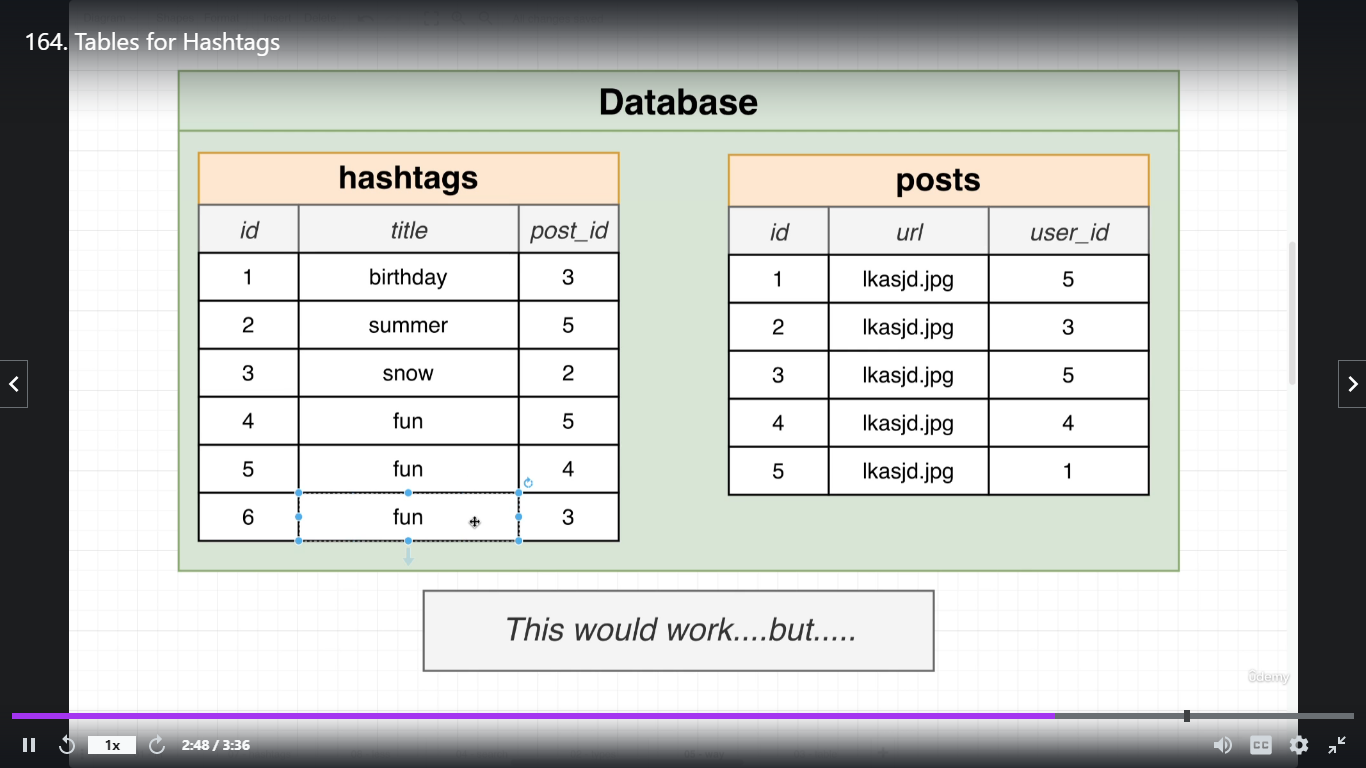 164. Tables for Hashtags
Database
hashtags
id title post_id
1 birthday 3
2 summer 5
3 snow 2
4 fun 5
5 fun 4
6 fun 3
posts
id url user_id
1 lkasjd.jpg 5
2 lkasjd.jpg 3
3 lkasjd.jpg 5
4 lkasjd.jpg 4
5 lkasjd.jpg 1
This would work....but.....
ûdemy
1x 2:48 / 3:36 CC